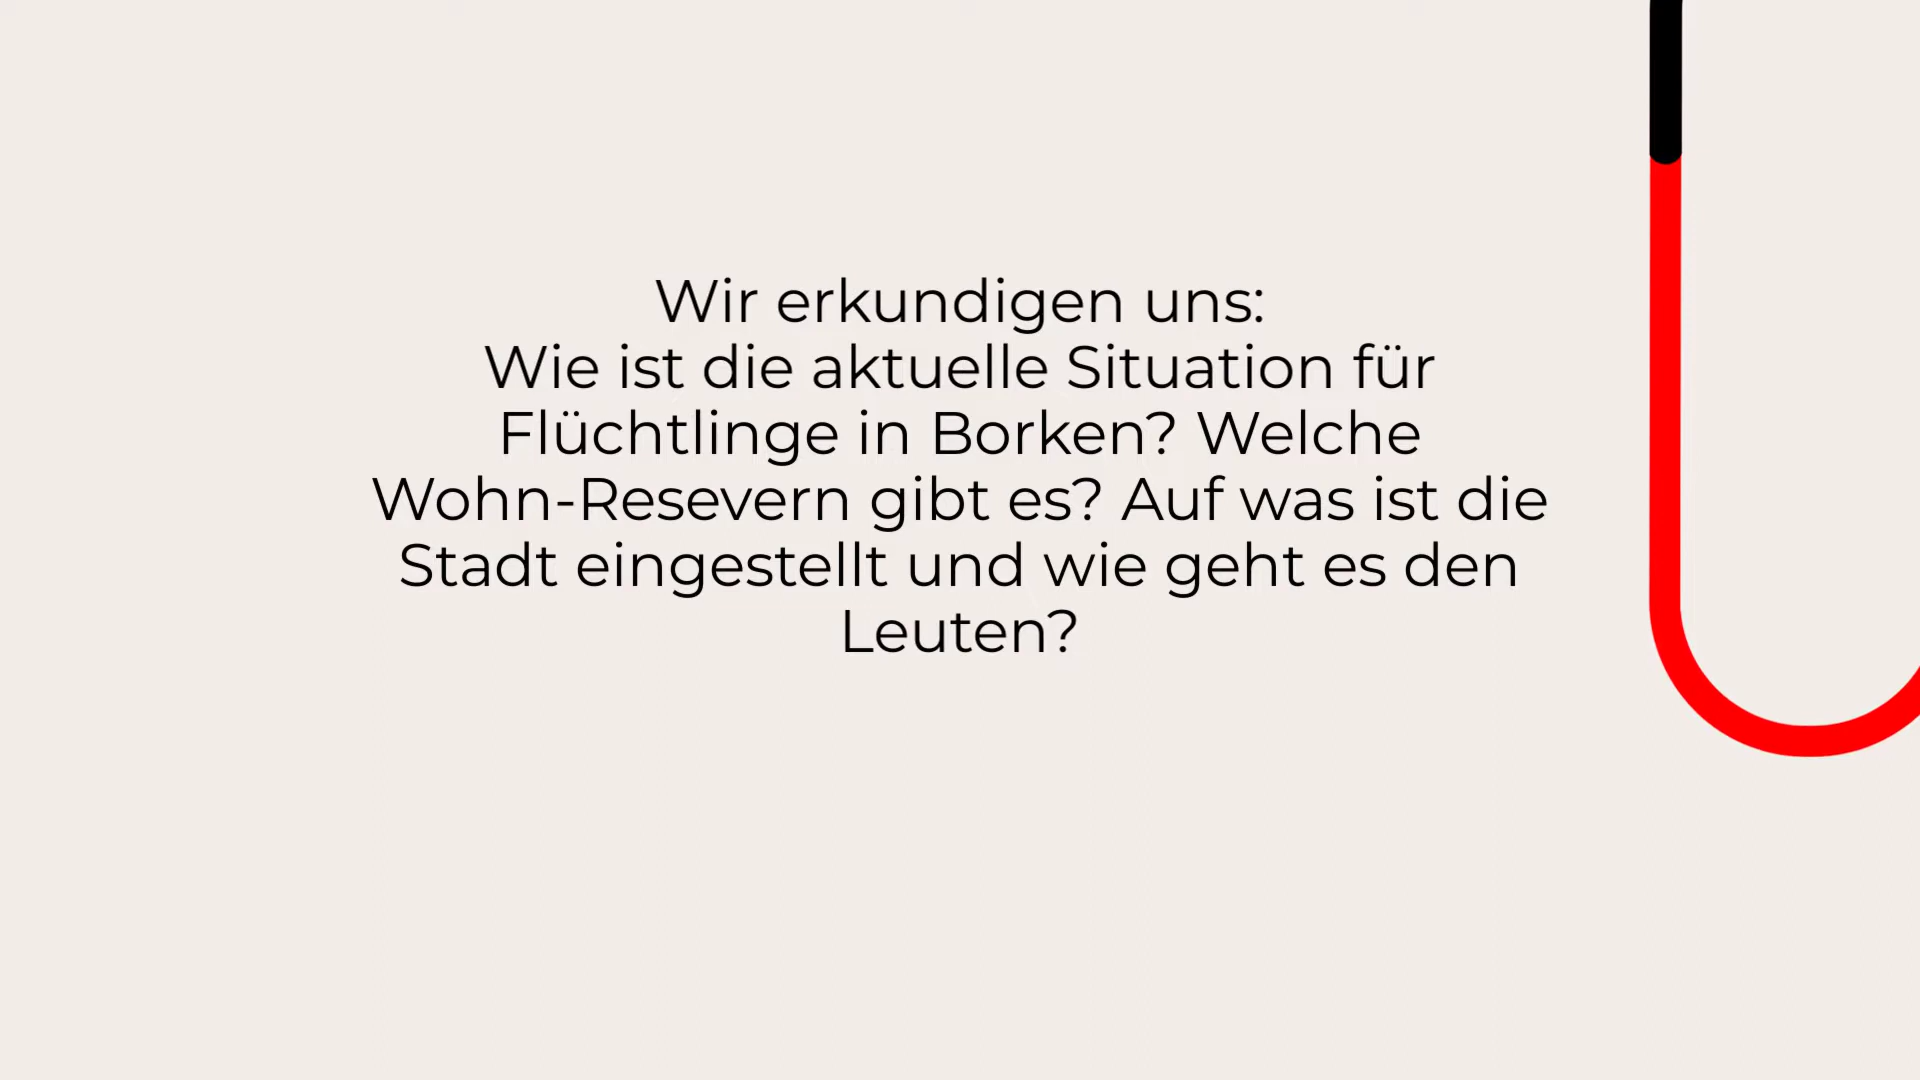 Wir erkundigen uns:
Wie ist die aktuelle Situation für
Flüchtlinge in Borken? Welche
Wohn-Resevern gibt es? Auf was ist die
Stadt eingestellt und wie geht es den
Leuten?